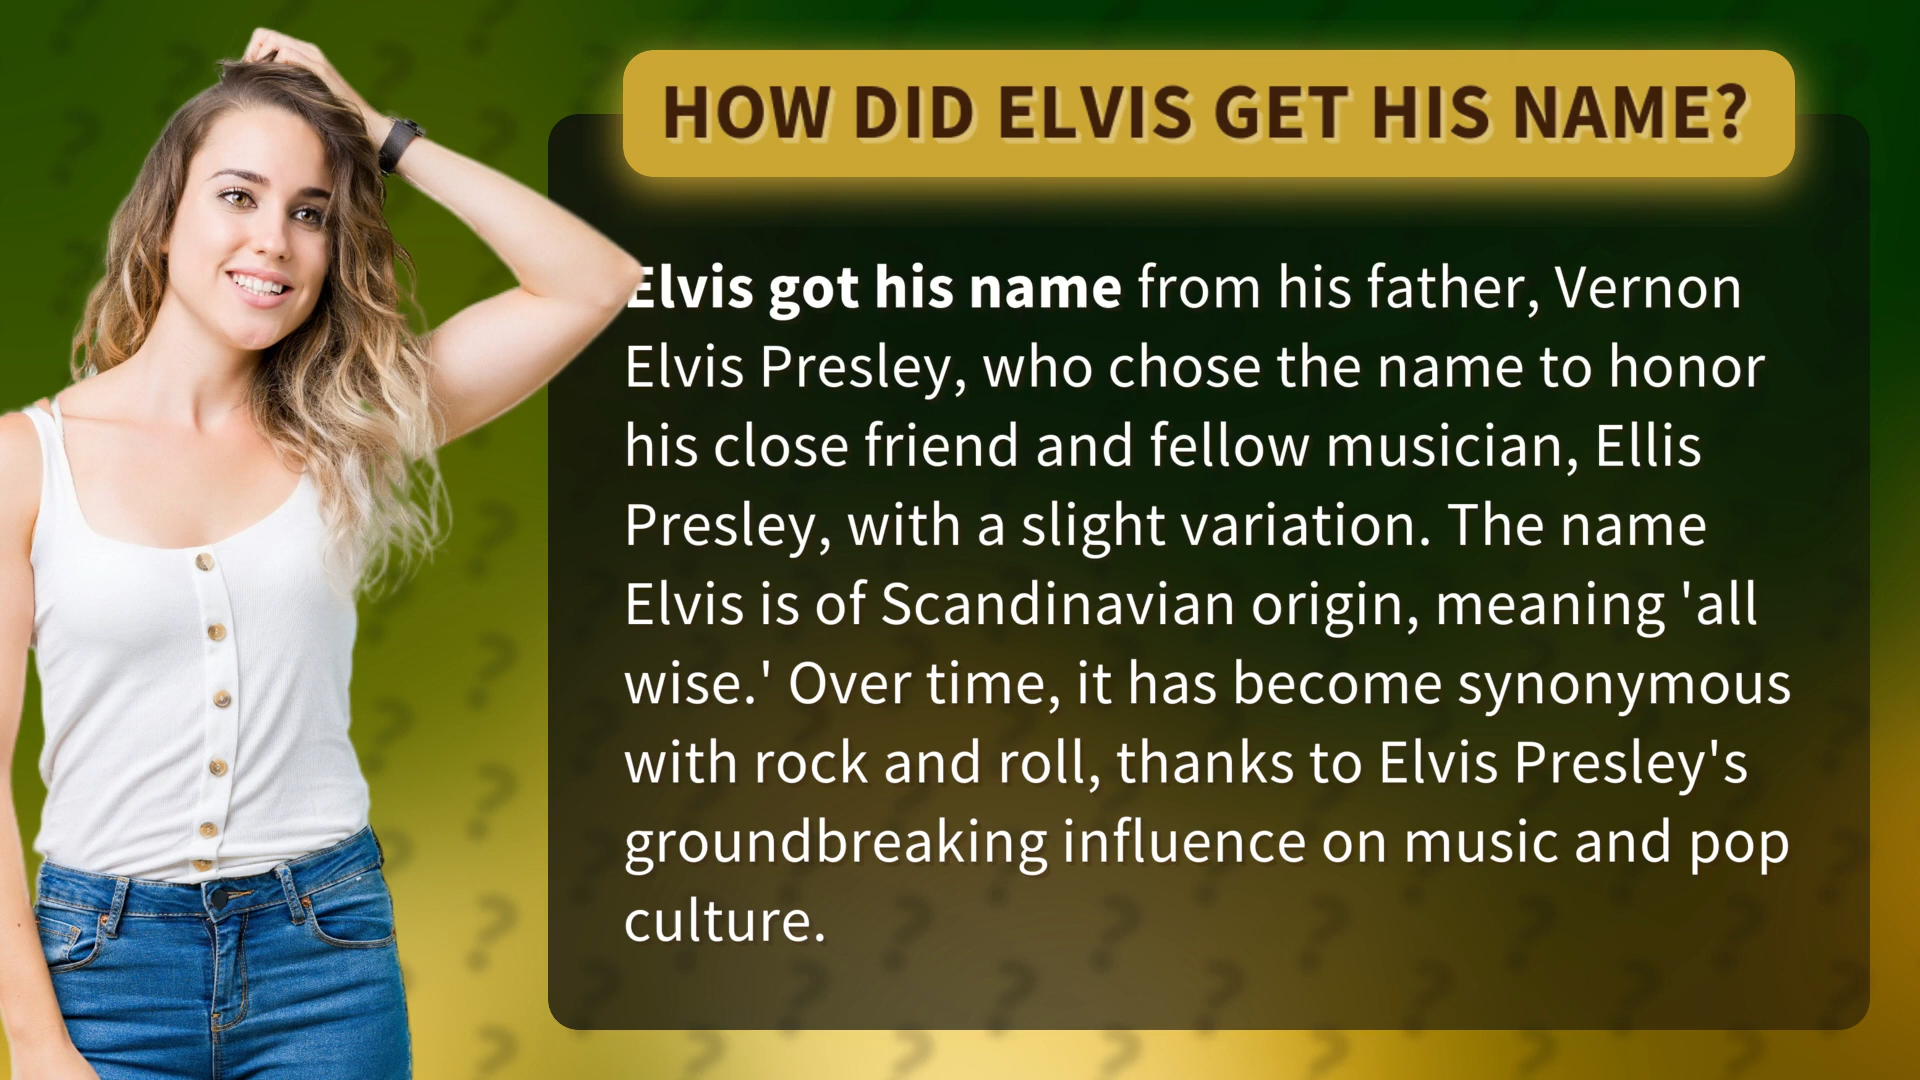 HOW DID ELVIS GET HIS NAME?
Elvis got his name from his father, Vernon
Elvis Presley, who chose the name to honor
his close friend and fellow musician, Ellis
Presley, with a slight variation. The name
Elvis is of Scandinavian origin, meaning 'all
wise.' Over time, it has become synonymous
with rock and roll, thanks to Elvis Presley's
groundbreaking influence on music and pop
culture.